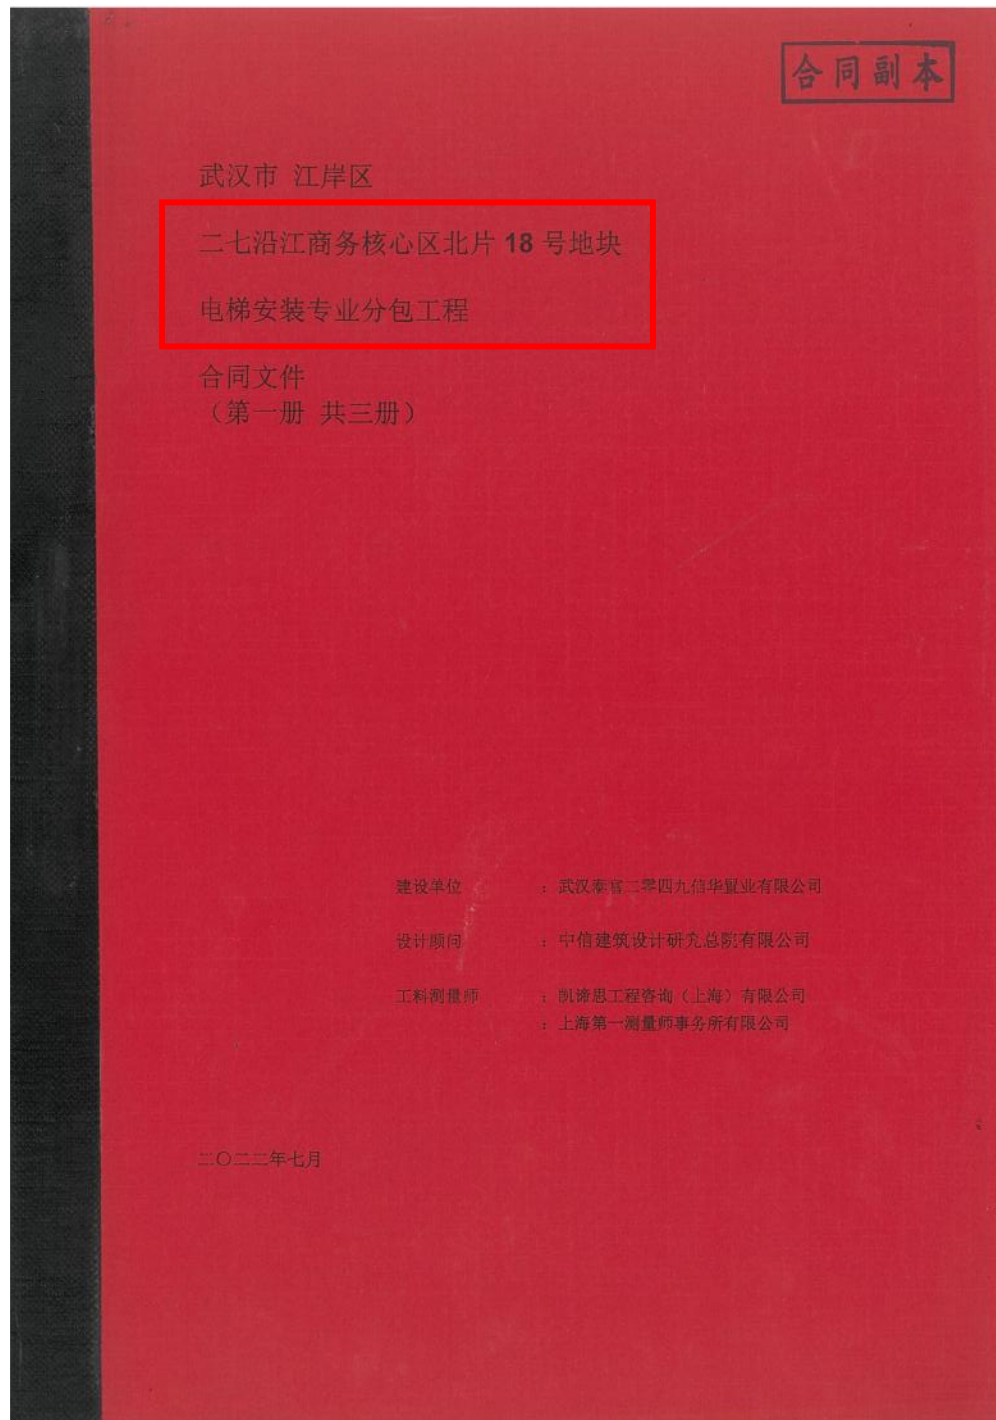 合同副本
武汉市 江岸区
二七沿江商务核心区北片 18 号地块
电梯安装专业分包工程
合同文件
（第一册 共三册）
建设单位 : 武汉泰官二零四九信华置业有限公司
设计顾问 : 中信建筑设计研究总院有限公司
工料测量师 : 凯谛思工程咨询（上海）有限公司
: 上海第一测量师事务所有限公司
二〇二二年七月